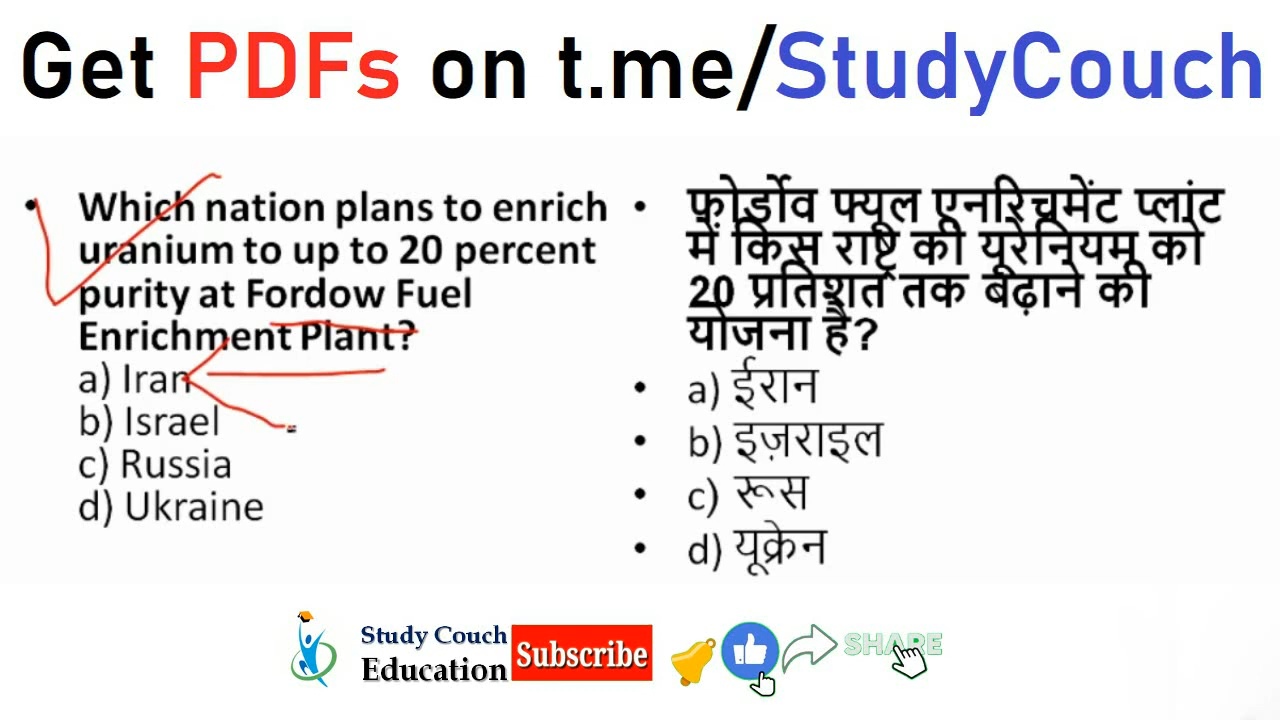 Get PDFs on t.me/StudyCouch
• Which nation plans to enrich
uranium to up to 20 percent
purity at Fordow Fuel
Enrichment Plant?
a) Iran
b) Israel
c) Russia
d) Ukraine
• फ़ोर्डोव फ्यूल एनरिचमेंट प्लांट
में किस राष्ट्र की यूरेनियम को
20 प्रतिशत तक बढ़ाने की
योजना है?
• a) ईरान
• b) इज़राइल
• c) रूस
• d) यूक्रेन
Study Couch
Education
Subscribe
SHARE